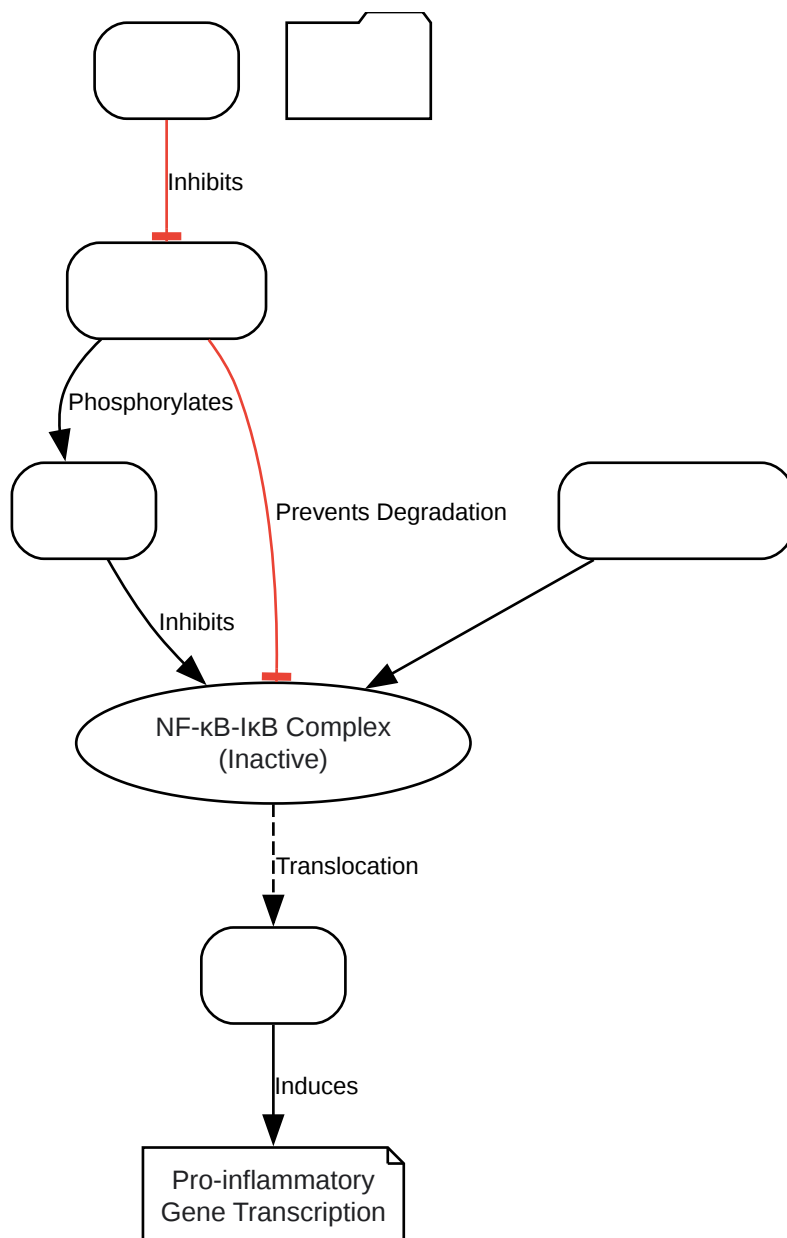 Inhibits
Phosphorylates
Prevents Degradation
Inhibits
NF-κB-IκB Complex
(Inactive)
Translocation
Induces
Pro-inflammatory
Gene Transcription